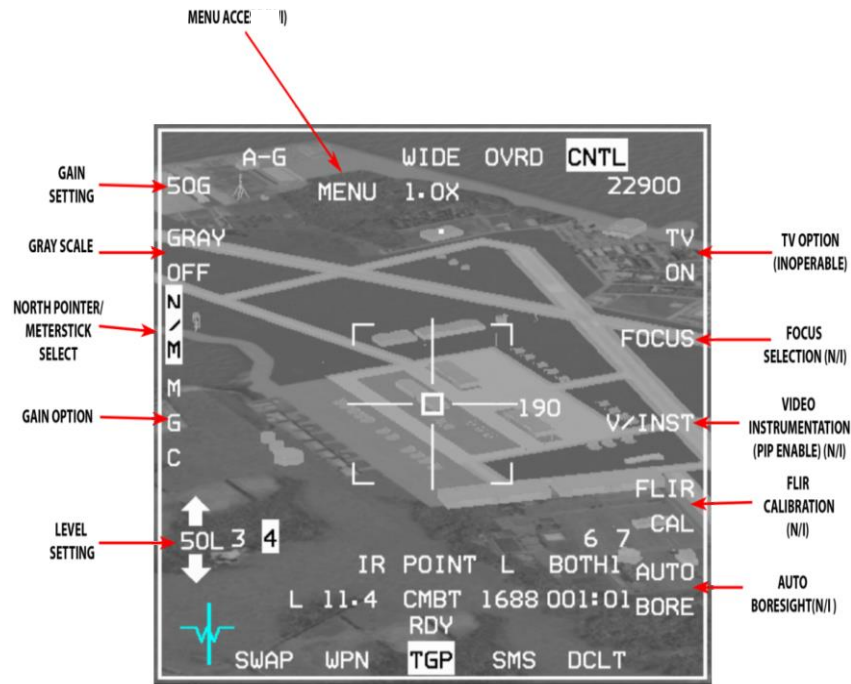 MENU ACCE
I)
A-G WIDE OVRD CNTL
50G MENU 1.0X 22900
GRAY
OFF
TV
ON
N/M
FOCUS
M
G
C
190
V/INST
FLIR
CAL
50L 3 4
6 7
IR POINT L BOTH1
AUTO
BORE
L 11.4 CMBT 1688 001:01
RDY
SWAP WPN TGP SMS DCLT
GAIN
SETTING
GRAY SCALE
NORTH POINTER/
METERSTICK
SELECT
GAIN OPTION
LEVEL
SETTING
TV OPTION
(INOPERABLE)
FOCUS
SELECTION (N/I)
VIDEO
INSTRUMENTATION
(PIP ENABLE) (N/I)
FLIR
CALIBRATION
(N/I)
AUTO
BORESIGHT(N/I )